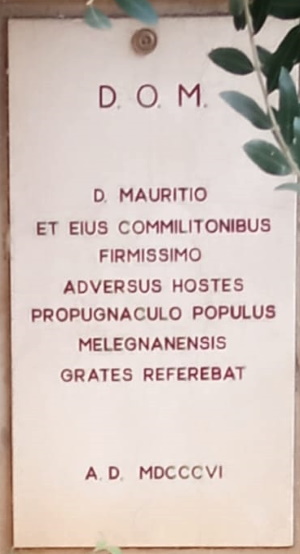 D. O. M.
D. MAURITIO
ET EIUS COMMILITONIBUS
FIRMISSIMO
ADVERSUS HOSTES
PROPUGNACULO POPULUS
MELEGNANENSIS
GRATES REFEREBAT
A. D. MDCCCVI